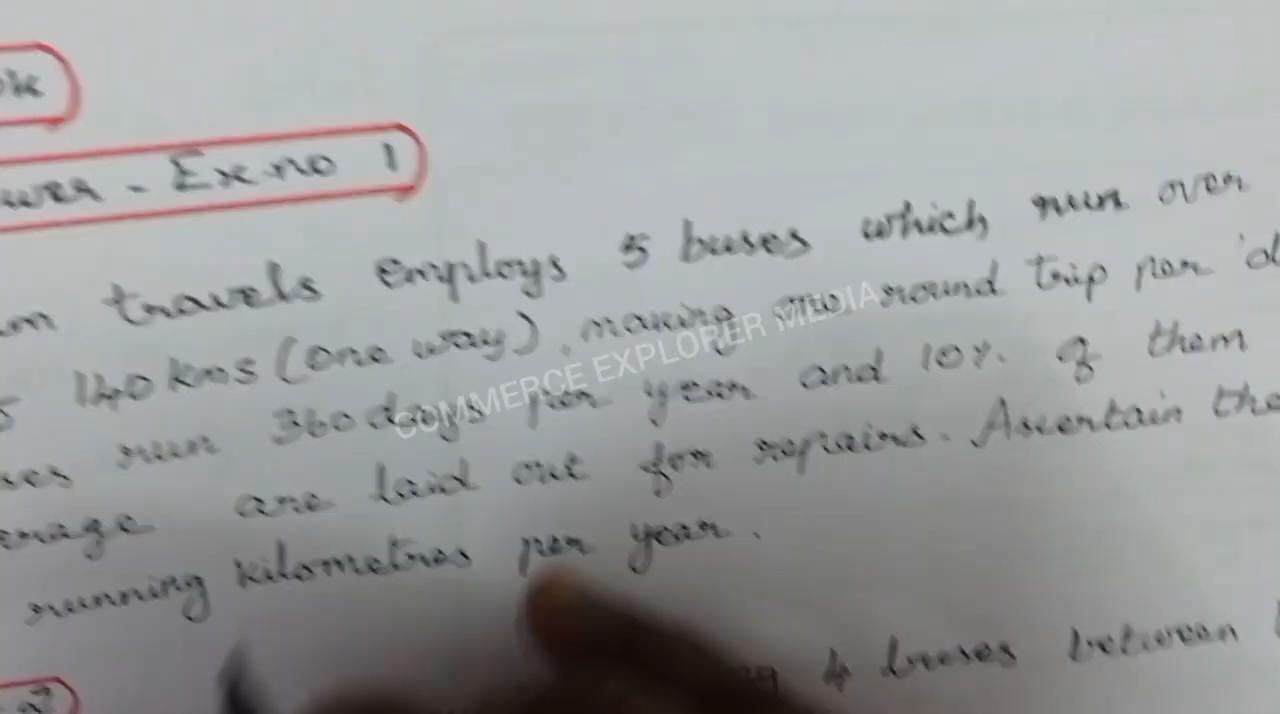 Ex.no 1
travels employs 5 buses which run over
140 kms (one way), making round trip per
run 360 days per year and 10%. of them
are laid out for repairs. Ascertain the
running kilometres per year.
4 buses between
2
COMMERCE EXPLORER MEDIA